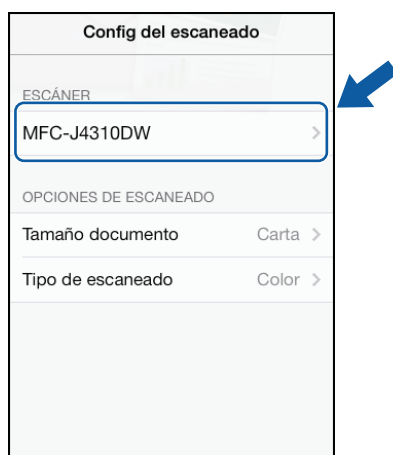 Config del escaneado
ESCÁNER
MFC-J4310DW
OPCIONES DE ESCANEADO
Tamaño documento Carta
Tipo de escaneado Color